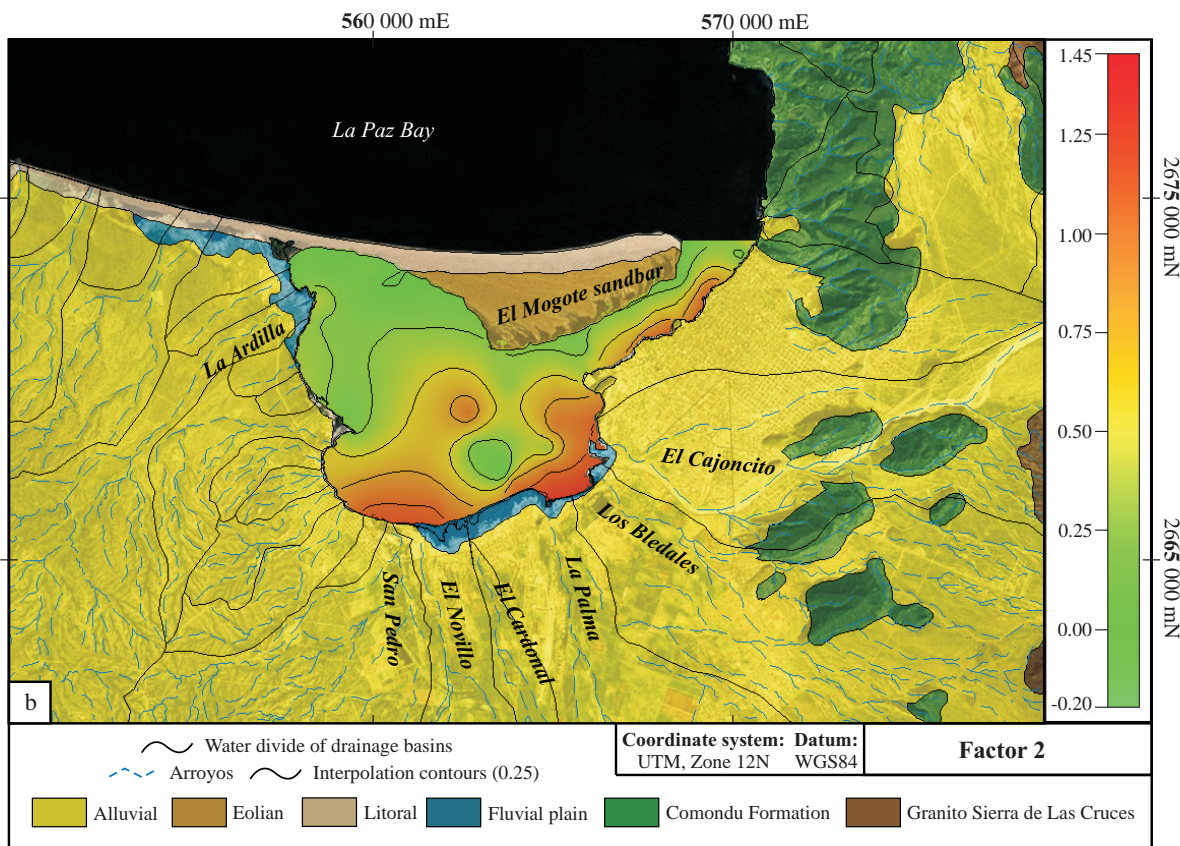 560 000 mE
570 000 mE
La Paz Bay
El Mogote sandbar
La Ardilla
El Cajoncito
Los Bledales
La Palma
El Cardonal
El Novillo
San Pedro
b
1.45
1.25
1.00
0.75
0.50
0.25
0.00
-0.20
2675 000 mN
2665 000 mN
Water divide of drainage basins
Arroyos
Interpolation contours (0.25)
Coordinate system: Datum:
UTM, Zone 12N WGS84
Factor 2
Alluvial
Eolian
Litoral
Fluvial plain
Comondu Formation
Granito Sierra de Las Cruces